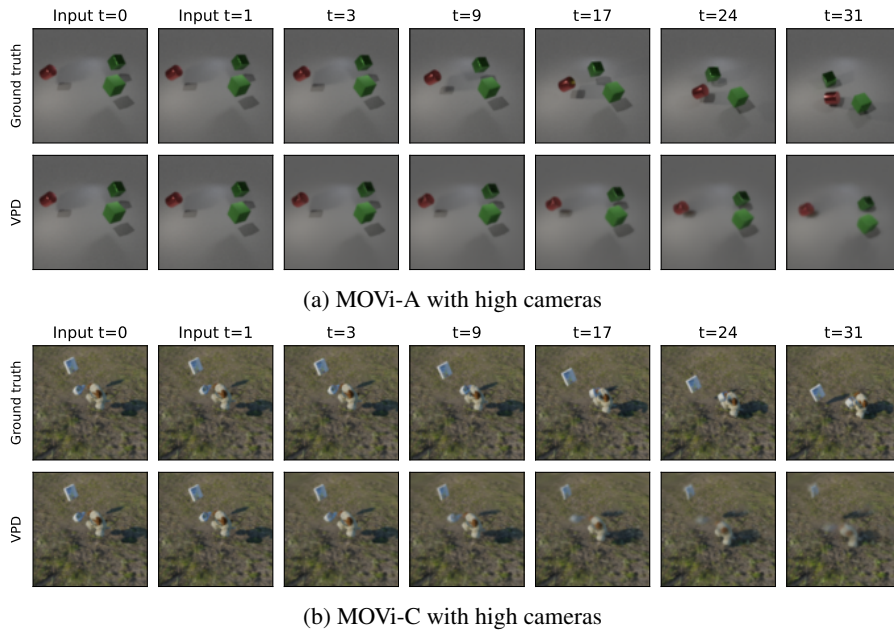 Input t=0 Input t=1 t=3 t=9 t=17 t=24 t=31
Ground truth
VPD
(a) MOVi-A with high cameras
Input t=0 Input t=1 t=3 t=9 t=17 t=24 t=31
Ground truth
VPD
(b) MOVi-C with high cameras